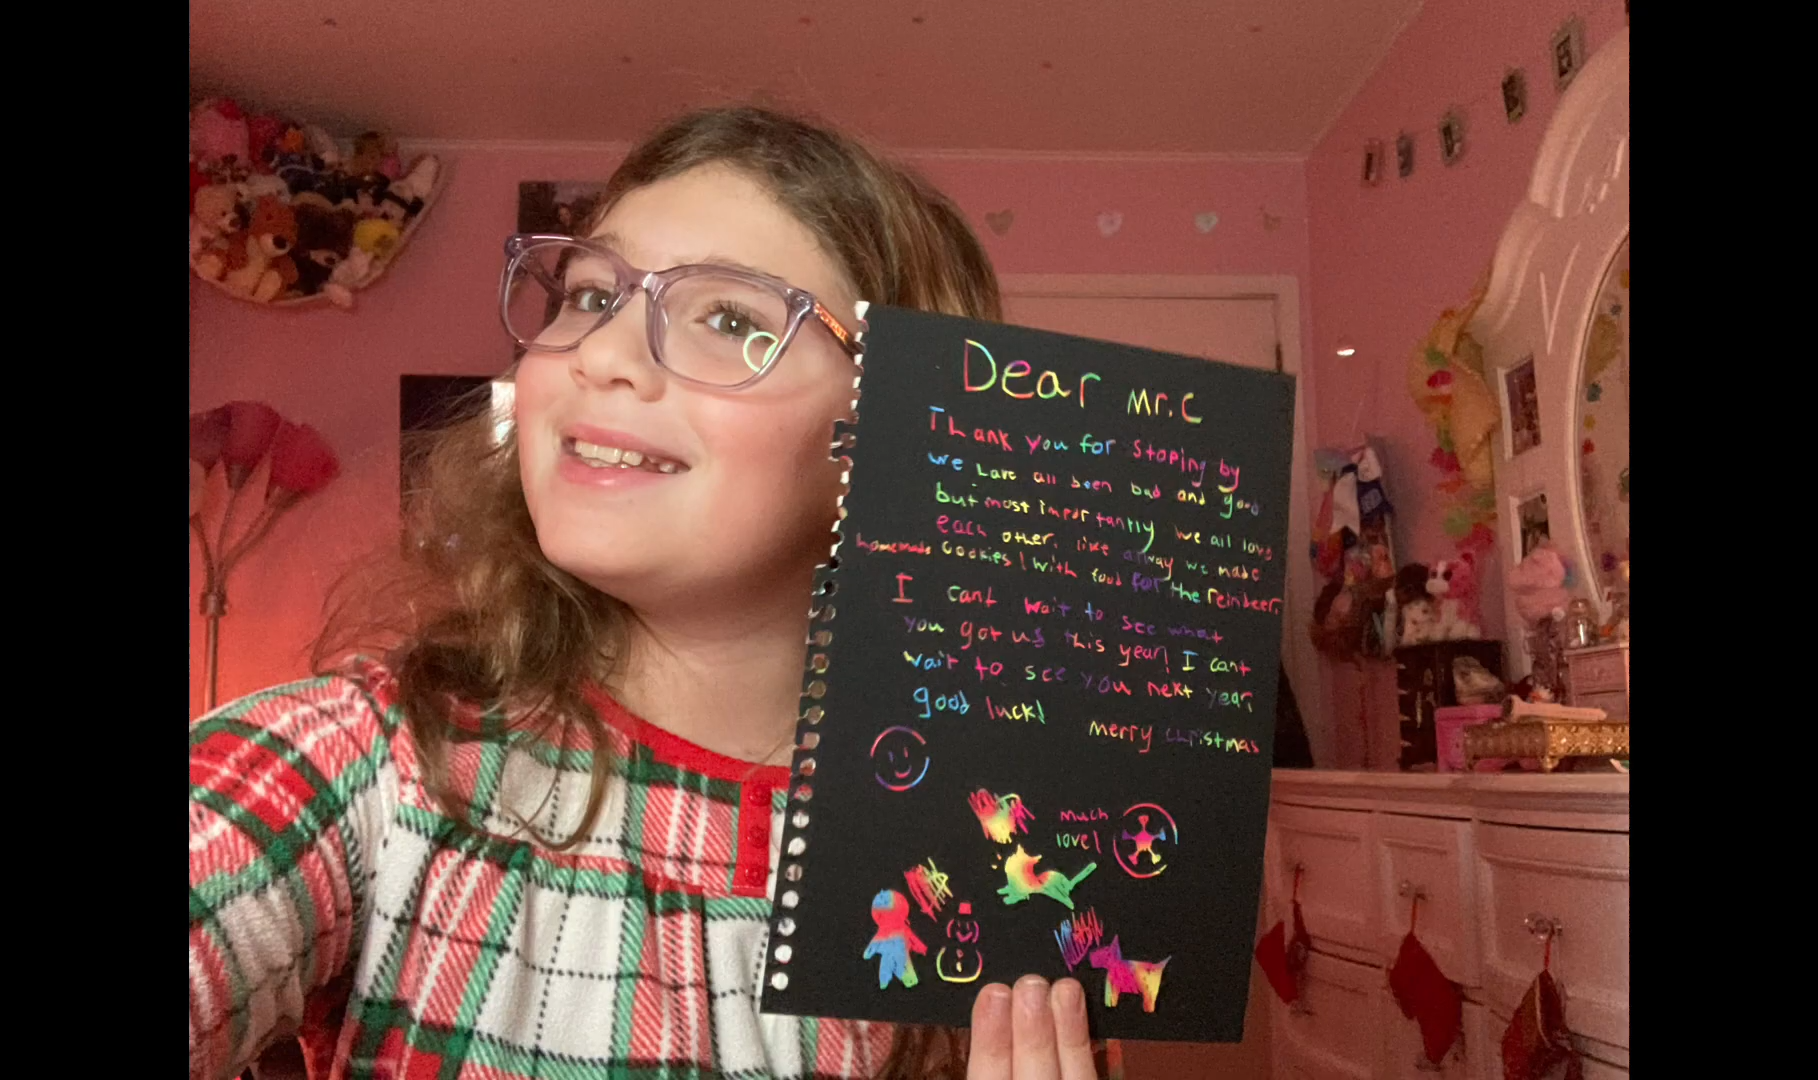 Dear Mr.C
Thank you for stoping by
we have all been bad and good
but most importantly we all love
each other. like allway we made
homemade cookies! with food for the reindeer.
I cant wait to see what
you got us this year! I cant
wait to see you next year,
good luck!
merry christmas
much
love!